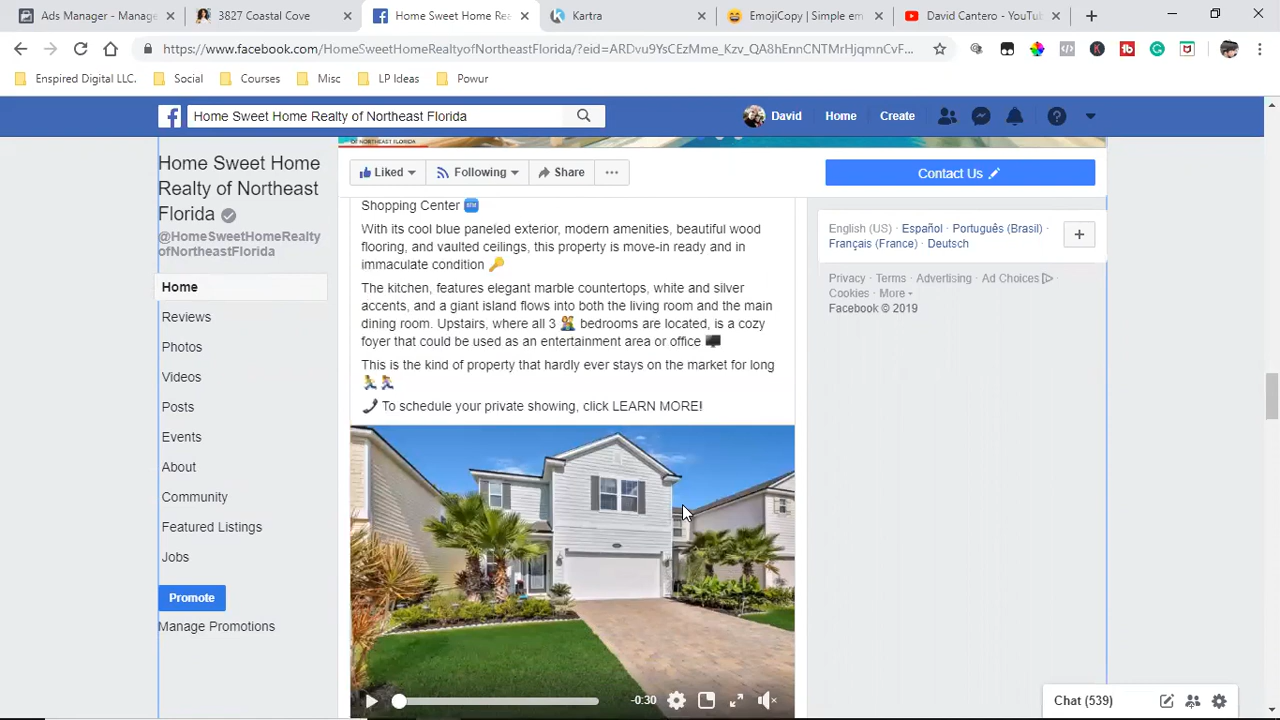 Ads Manager - Manage
3827 Coastal Cove
Home Sweet Home Rea
Kartra
EmojiCopy | Simple em
David Cantero - YouTu
https://www.facebook.com/HomeSweetHomeRealtyofNortheastFlorida/?eid=ARDvu9YsCEzMme_Kzv_QA8hEnnCNTMrHjqmnCvF...
Enspired Digital LLC.
Social
Courses
Misc
LP Ideas
Powur
Home Sweet Home Realty of Northeast Florida
David
Home
Create
OF NORTHEAST FLORIDA
Home Sweet Home
Realty of Northeast
Florida
@HomeSweetHomeRealty
ofNortheastFlorida
Liked
Following
Share
Contact Us
Home
Reviews
Photos
Videos
Posts
Events
About
Community
Featured Listings
Jobs
Promote
Manage Promotions
Shopping Center
With its cool blue paneled exterior, modern amenities, beautiful wood
flooring, and vaulted ceilings, this property is move-in ready and in
immaculate condition
The kitchen, features elegant marble countertops, white and silver
accents, and a giant island flows into both the living room and the main
dining room. Upstairs, where all 3 bedrooms are located, is a cozy
foyer that could be used as an entertainment area or office
This is the kind of property that hardly ever stays on the market for long
To schedule your private showing, click LEARN MORE!
-0:30
English (US) · Español · Português (Brasil) ·
Français (France) · Deutsch
Privacy · Terms · Advertising · Ad Choices ·
Cookies · More
Facebook © 2019
Chat (539)